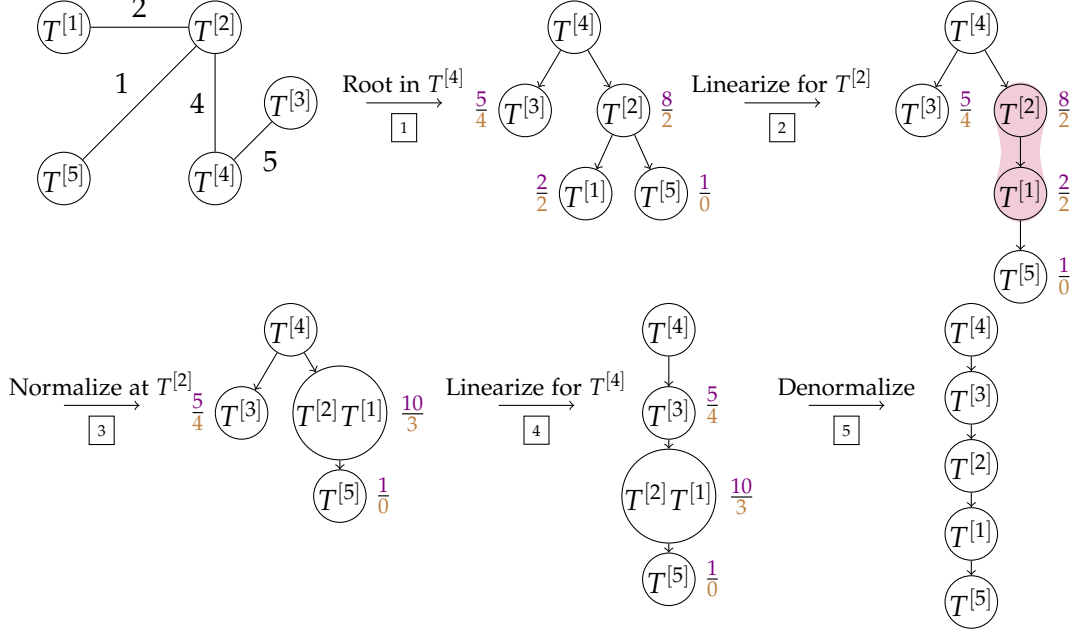 T^[1] 2 T^[2]
1 4 T^[3]
T^[5] T^[4] 5
Root in T^[4]
1
T^[4]
5/4 T^[3] T^[2] 8/2
2/2 T^[1] T^[5] 1/0
Linearize for T^[2]
2
T^[4]
T^[3] 5/4 T^[2] 8/2
T^[1] 2/2
T^[5] 1/0
Normalize at T^[2]
3
T^[4]
5/4 T^[3] T^[2] T^[1] 10/3
T^[5] 1/0
Linearize for T^[4]
4
T^[4]
T^[3] 5/4
T^[2] T^[1] 10/3
T^[5] 1/0
Denormalize
5
T^[4]
T^[3]
T^[2]
T^[1]
T^[5]